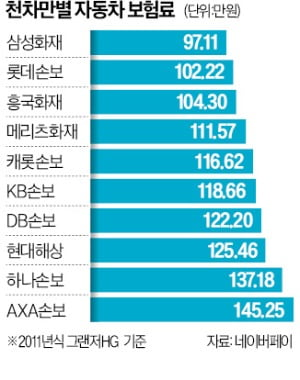 천차만별 자동차 보험료 (단위:만원)
삼성화재 97.11
롯데손보 102.22
흥국화재 104.30
메리츠화재 111.57
캐롯손보 116.62
KB손보 118.66
DB손보 122.20
현대해상 125.46
하나손보 137.18
AXA손보 145.25
※2011년식 그랜저HG 기준 자료:네이버페이